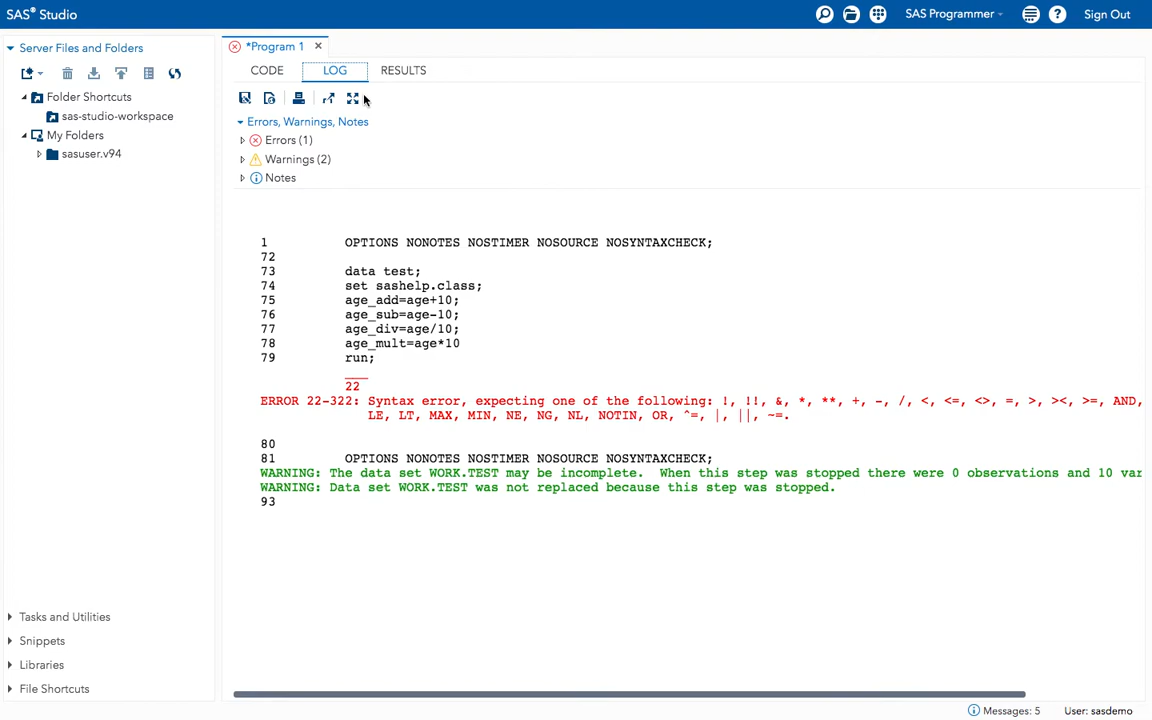 SAS® Studio
SAS Programmer
Sign Out
Server Files and Folders
Folder Shortcuts
sas-studio-workspace
My Folders
sasuser.v94
Tasks and Utilities
Snippets
Libraries
File Shortcuts
*Program 1
CODE LOG RESULTS
Errors, Warnings, Notes
Errors (1)
Warnings (2)
Notes
1 OPTIONS NONOTES NOSTIMER NOSOURCE NOSYNTAXCHECK;
72
73 data test;
74 set sashelp.class;
75 age_add=age+10;
76 age_sub=age-10;
77 age_div=age/10;
78 age_mult=age*10
79 run;
22
ERROR 22-322: Syntax error, expecting one of the following: !, !!, &, *, **, +, -, /, <, <=, <>, =, >, ><, >=, AND,
LE, LT, MAX, MIN, NE, NG, NL, NOTIN, OR, ^=, |, ||, ~=.
80
81 OPTIONS NONOTES NOSTIMER NOSOURCE NOSYNTAXCHECK;
WARNING: The data set WORK.TEST may be incomplete.  When this step was stopped there were 0 observations and 10 var
WARNING: Data set WORK.TEST was not replaced because this step was stopped.
93
Messages: 5
User: sasdemo